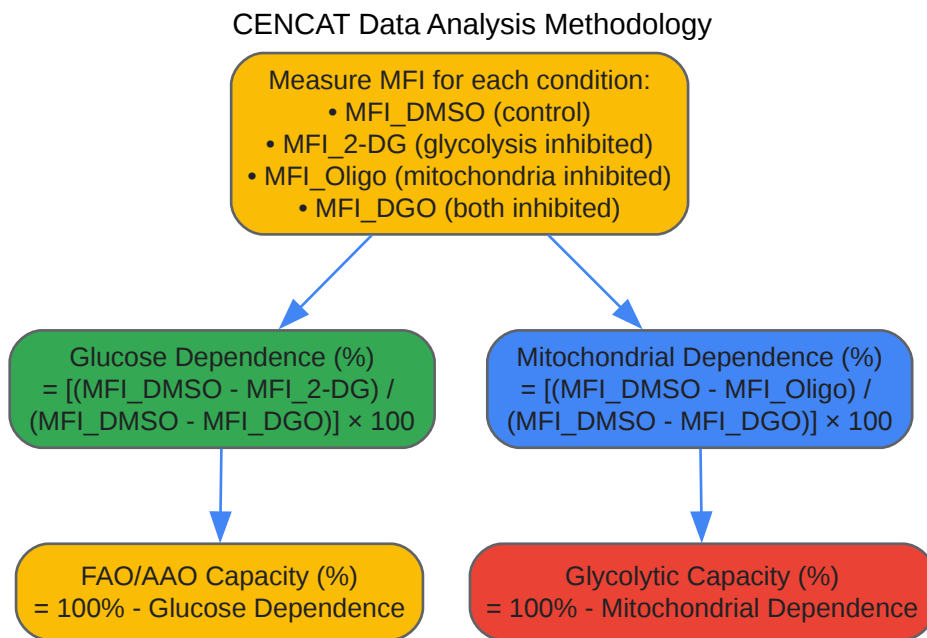 CENCAT Data Analysis Methodology
Measure MFI for each condition:
• MFI_DMSO (control)
• MFI_2-DG (glycolysis inhibited)
• MFI_Oligo (mitochondria inhibited)
• MFI_DGO (both inhibited)
Glucose Dependence (%)
= [(MFI_DMSO - MFI_2-DG) /
(MFI_DMSO - MFI_DGO)] × 100
Mitochondrial Dependence (%)
= [(MFI_DMSO - MFI_Oligo) /
(MFI_DMSO - MFI_DGO)] × 100
FAO/AAO Capacity (%)
= 100% - Glucose Dependence
Glycolytic Capacity (%)
= 100% - Mitochondrial Dependence